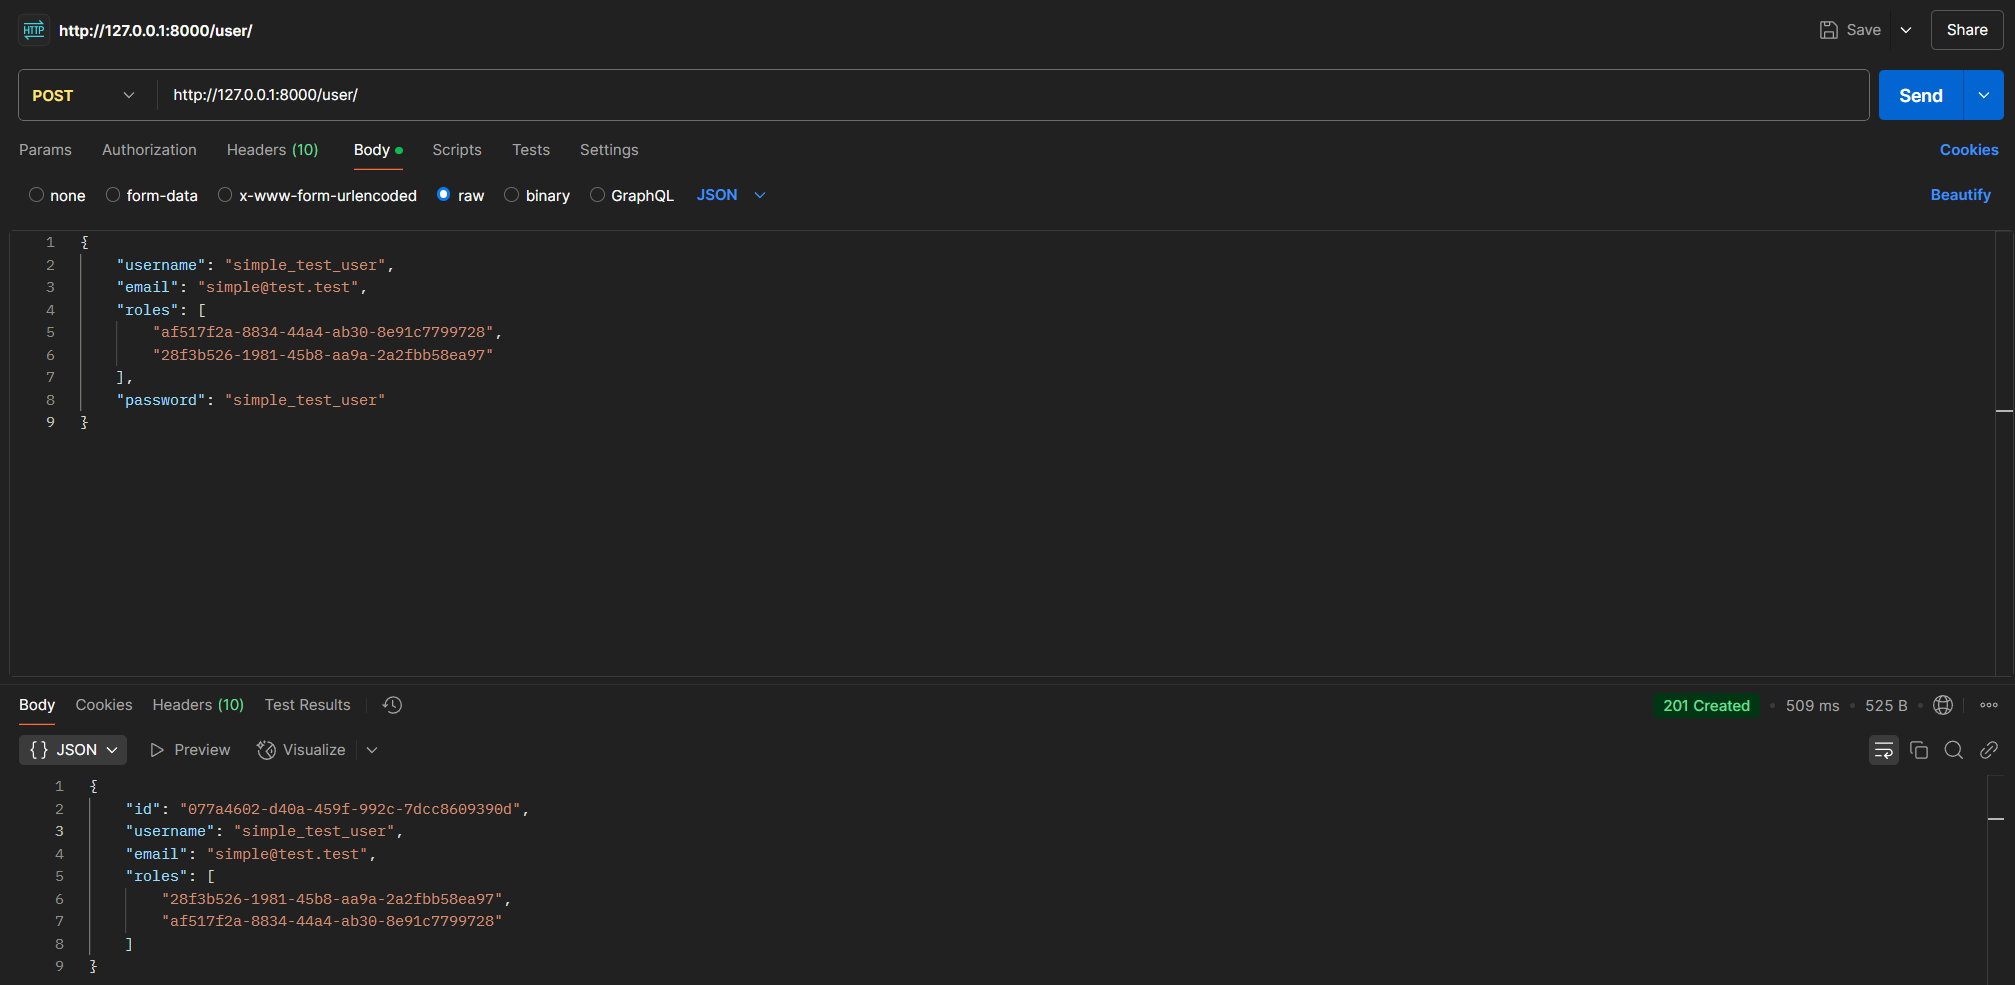 HTTP http://127.0.0.1:8000/user/ Save Share
POST http://127.0.0.1:8000/user/ Send
Params Authorization Headers (10) Body Scripts Tests Settings Cookies
none form-data x-www-form-urlencoded raw binary GraphQL JSON Beautify
1 {
2 "username": "simple_test_user",
3 "email": "simple@test.test",
4 "roles": [
5 "af517f2a-8834-44a4-ab30-8e91c7799728",
6 "28f3b526-1981-45b8-aa9a-2a2fbb58ea97"
7 ],
8 "password": "simple_test_user"
9 }
Body Cookies Headers (10) Test Results 201 Created 509 ms 525 B
{} JSON Preview Visualize
1 {
2 "id": "077a4602-d40a-459f-992c-7dcc8609390d",
3 "username": "simple_test_user",
4 "email": "simple@test.test",
5 "roles": [
6 "28f3b526-1981-45b8-aa9a-2a2fbb58ea97",
7 "af517f2a-8834-44a4-ab30-8e91c7799728"
8 ]
9 }